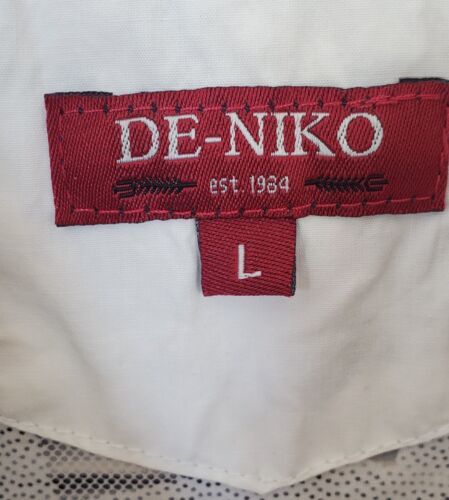 DE-NIKO
est. 1984
L